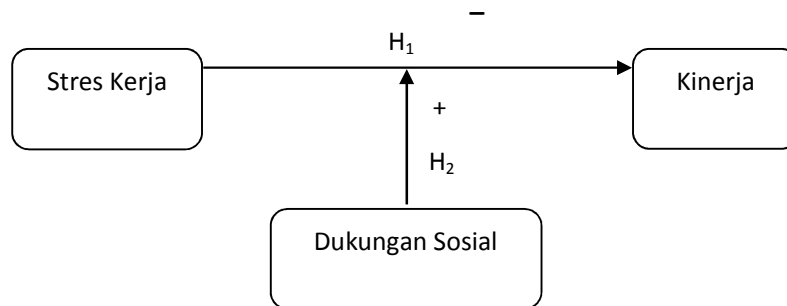 –
H₁
Stres Kerja
Kinerja
+
H₂
Dukungan Sosial